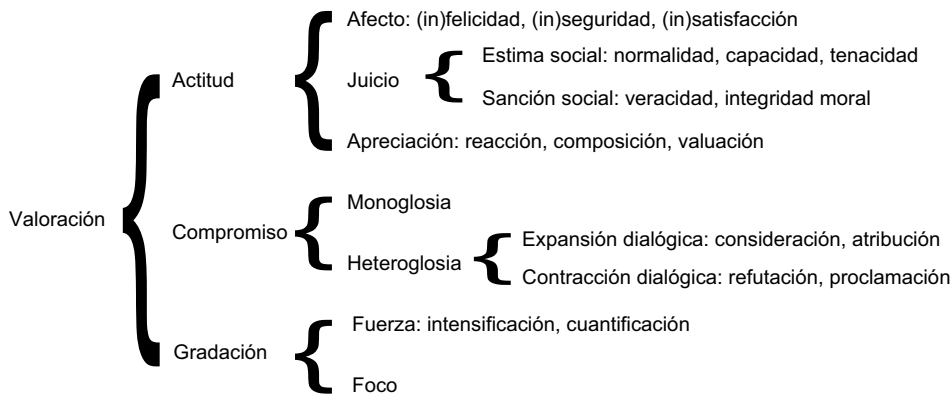 Afecto: (in)felicidad, (in)seguridad, (in)satisfacción
Actitud
Juicio
Estima social: normalidad, capacidad, tenacidad
Sanción social: veracidad, integridad moral
Apreciación: reacción, composición, valuación
Valoración
Compromiso
Monoglosia
Heteroglosia
Expansión dialógica: consideración, atribución
Contracción dialógica: refutación, proclamación
Gradación
Fuerza: intensificación, cuantificación
Foco